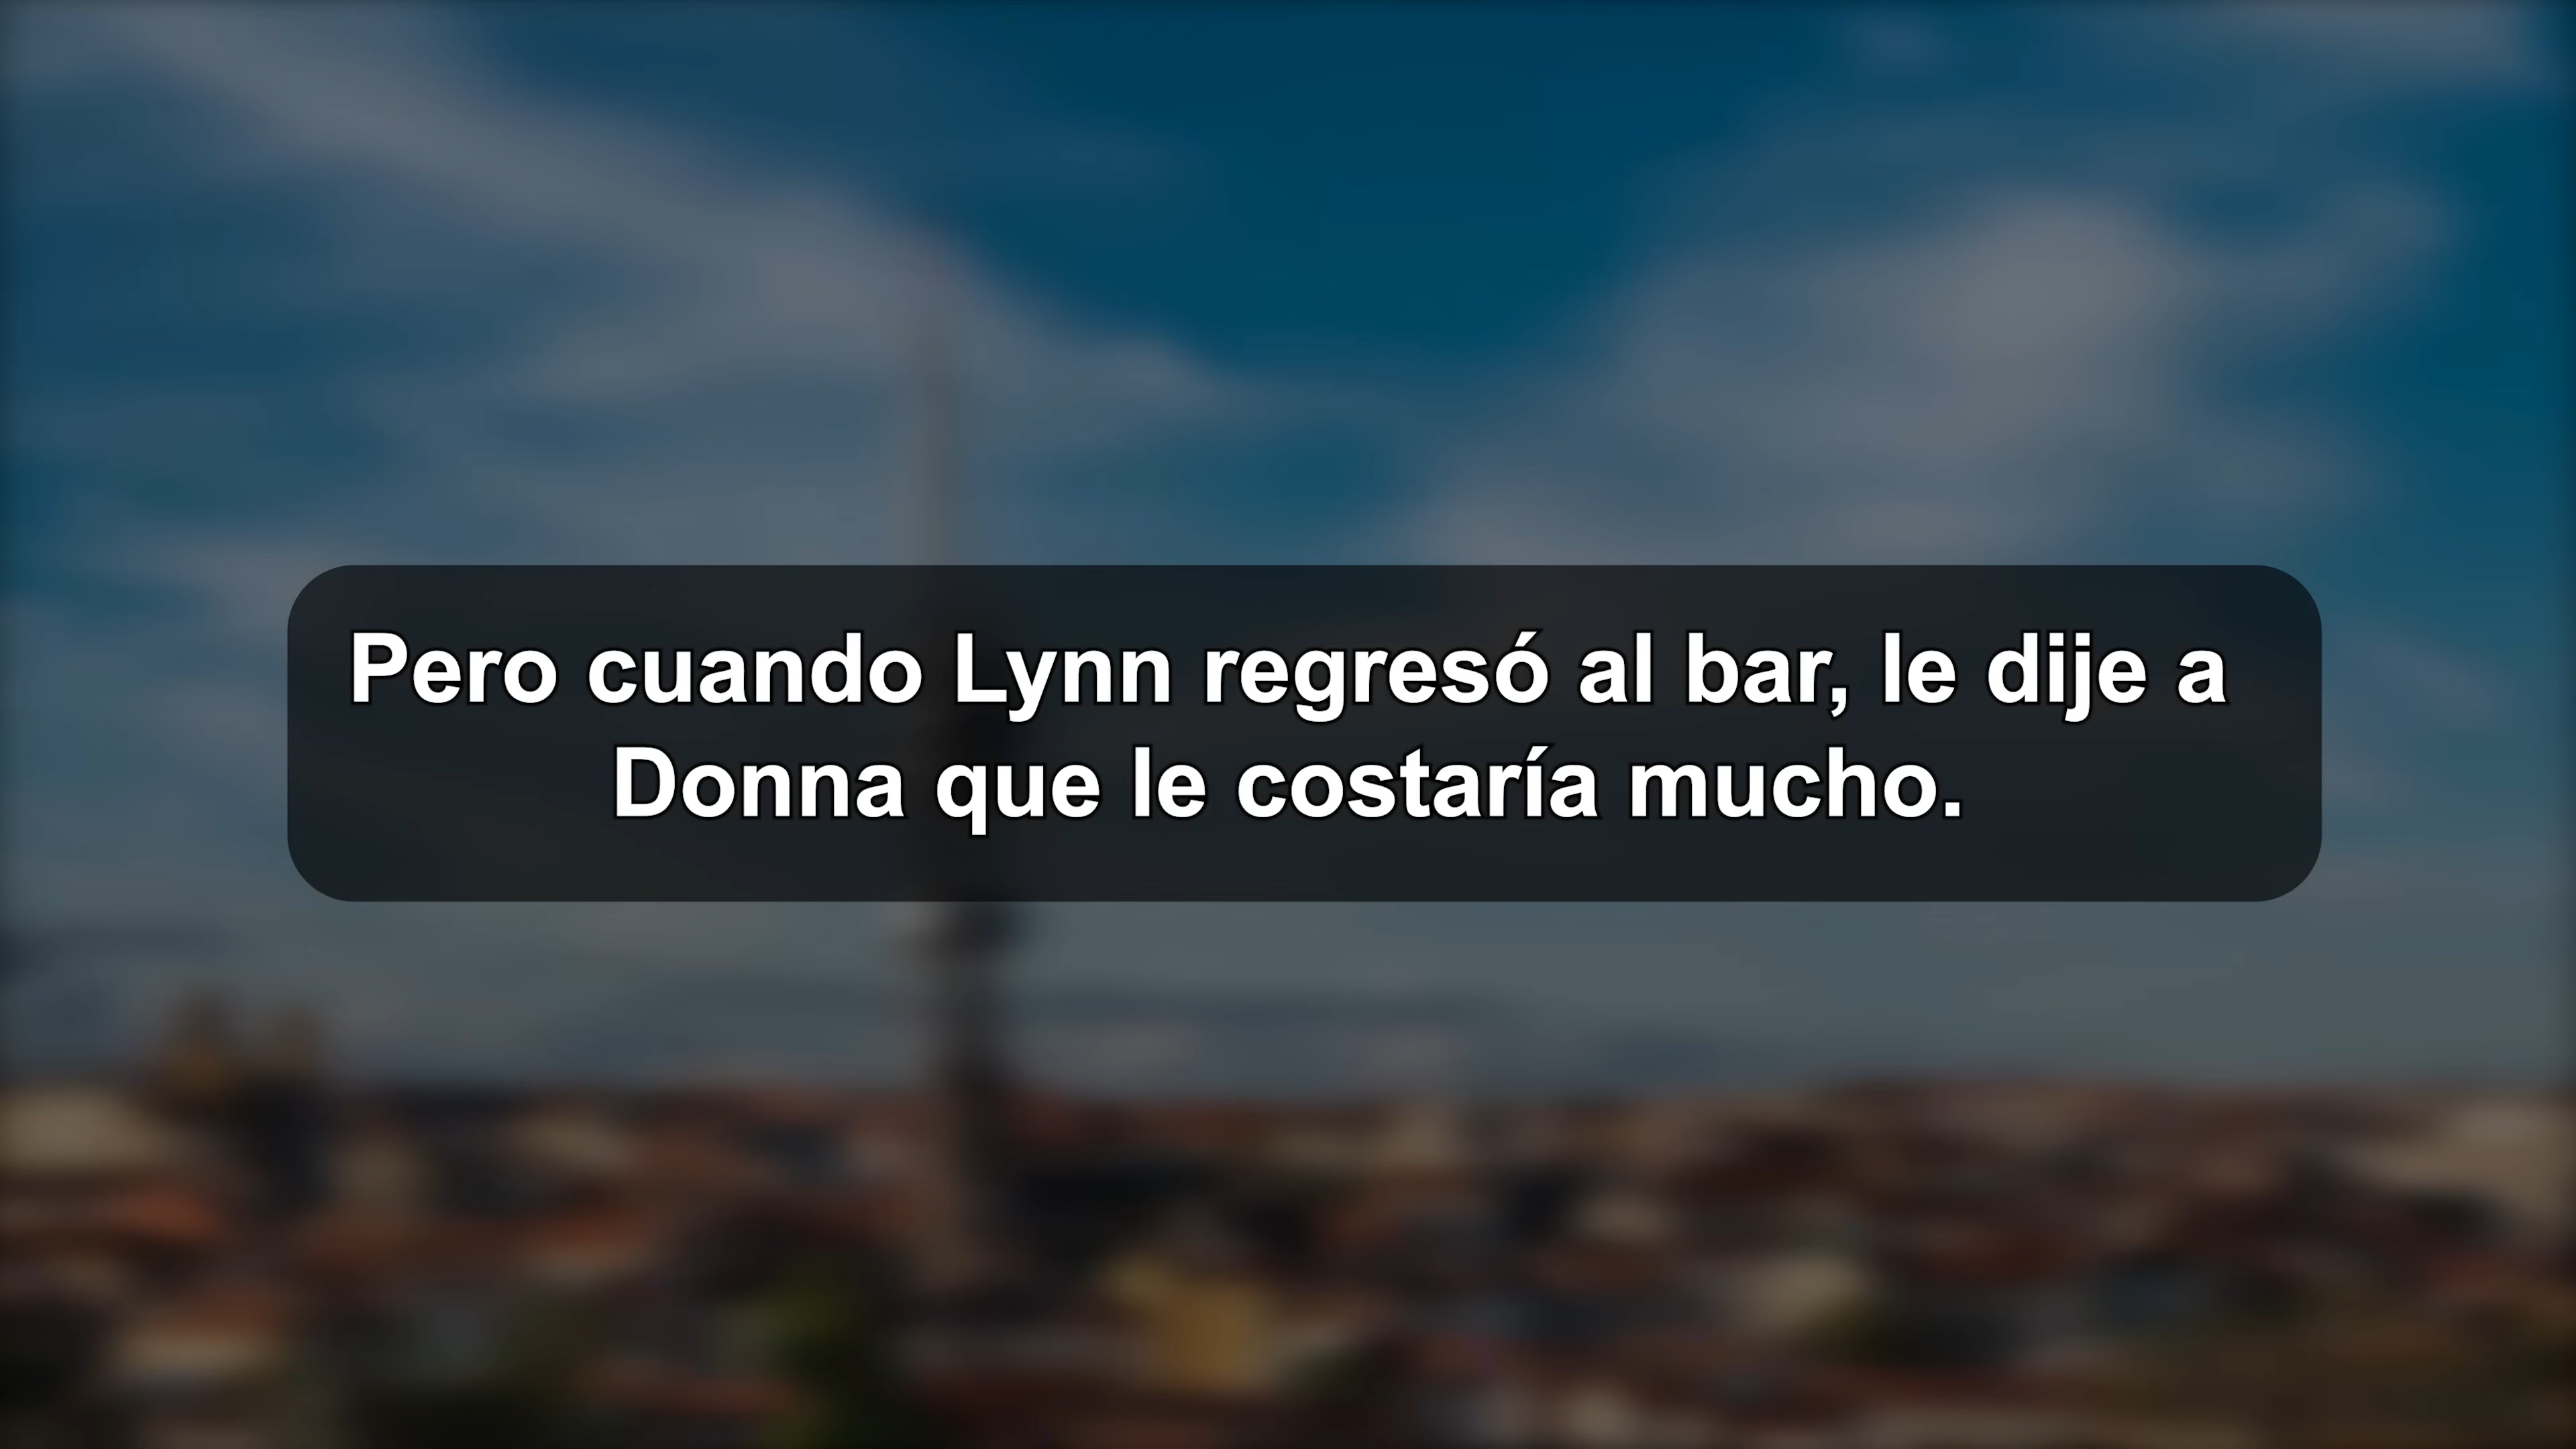 Pero cuando Lynn regresó al bar, le dije a
Donna que le costaría mucho.